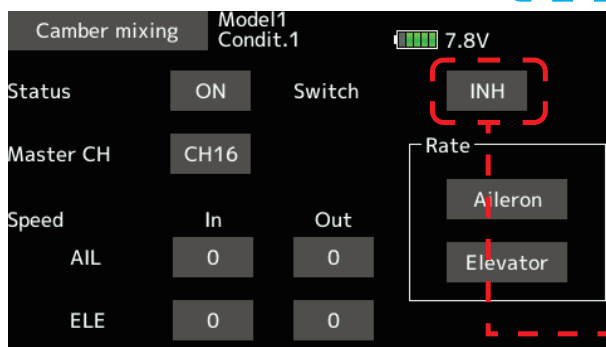 Camber mixing
Model1
Condit.1
7.8V
Status ON Switch INH
Master CH CH16
Rate
Aileron
Speed In Out
AIL 0 0
Elevator
ELE 0 0